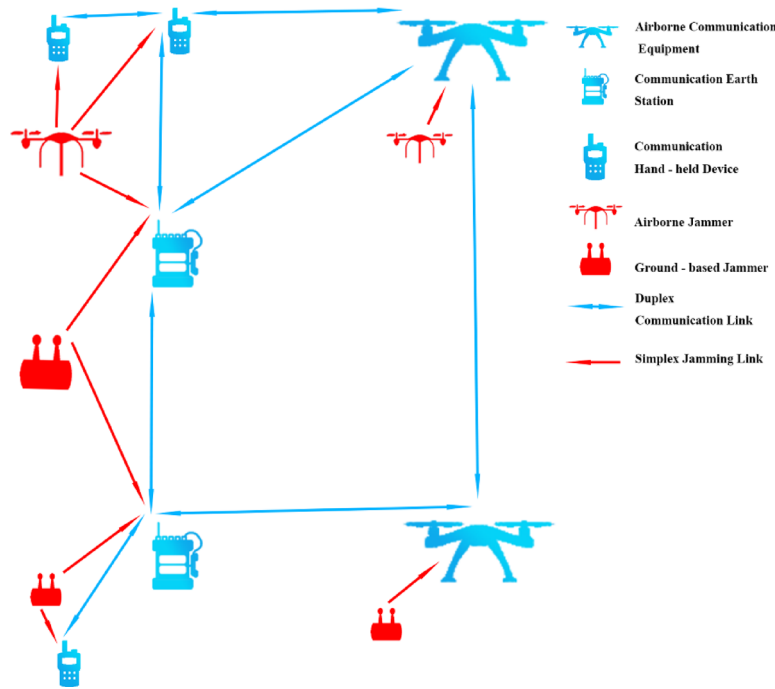 Airborne Communication
Equipment
Communication Earth
Station
Communication
Hand - held Device
Airborne Jammer
Ground - based Jammer
Duplex
Communication Link
Simplex Jamming Link